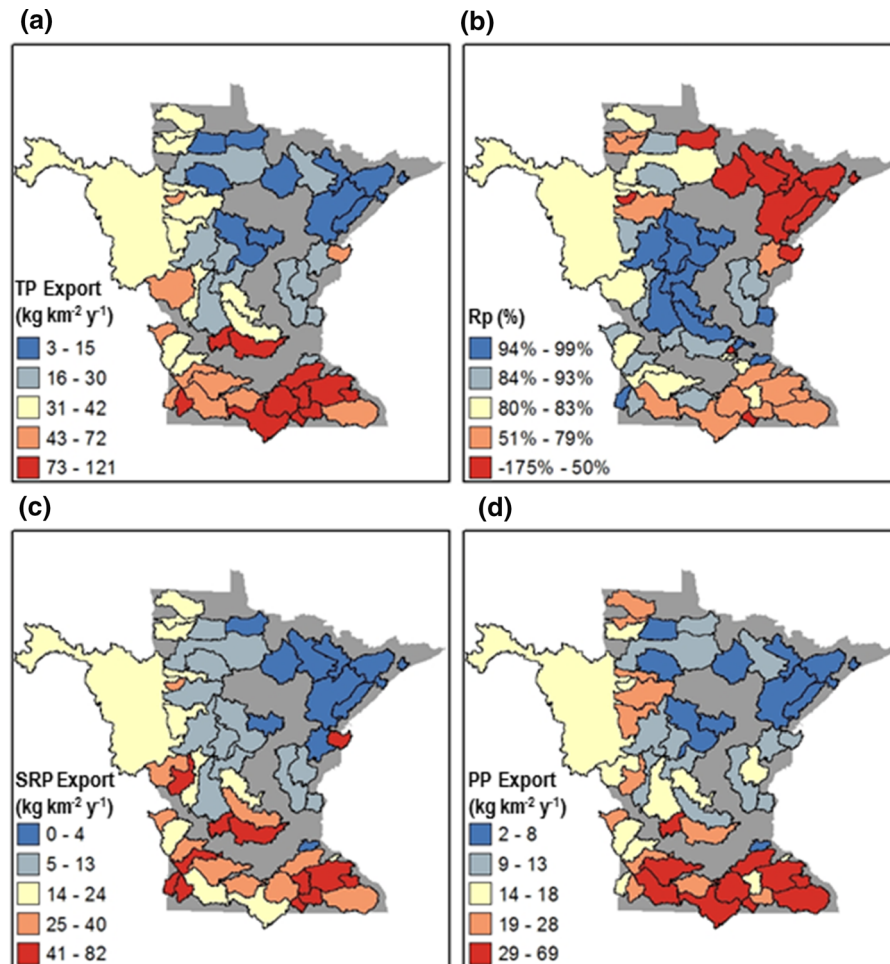 (a)
TP Export
(kg km⁻² y⁻¹)
3 - 15
16 - 30
31 - 42
43 - 72
73 - 121
(b)
Rp (%)
94% - 99%
84% - 93%
80% - 83%
51% - 79%
-175% - 50%
(c)
SRP Export
(kg km⁻² y⁻¹)
0 - 4
5 - 13
14 - 24
25 - 40
41 - 82
(d)
PP Export
(kg km⁻² y⁻¹)
2 - 8
9 - 13
14 - 18
19 - 28
29 - 69